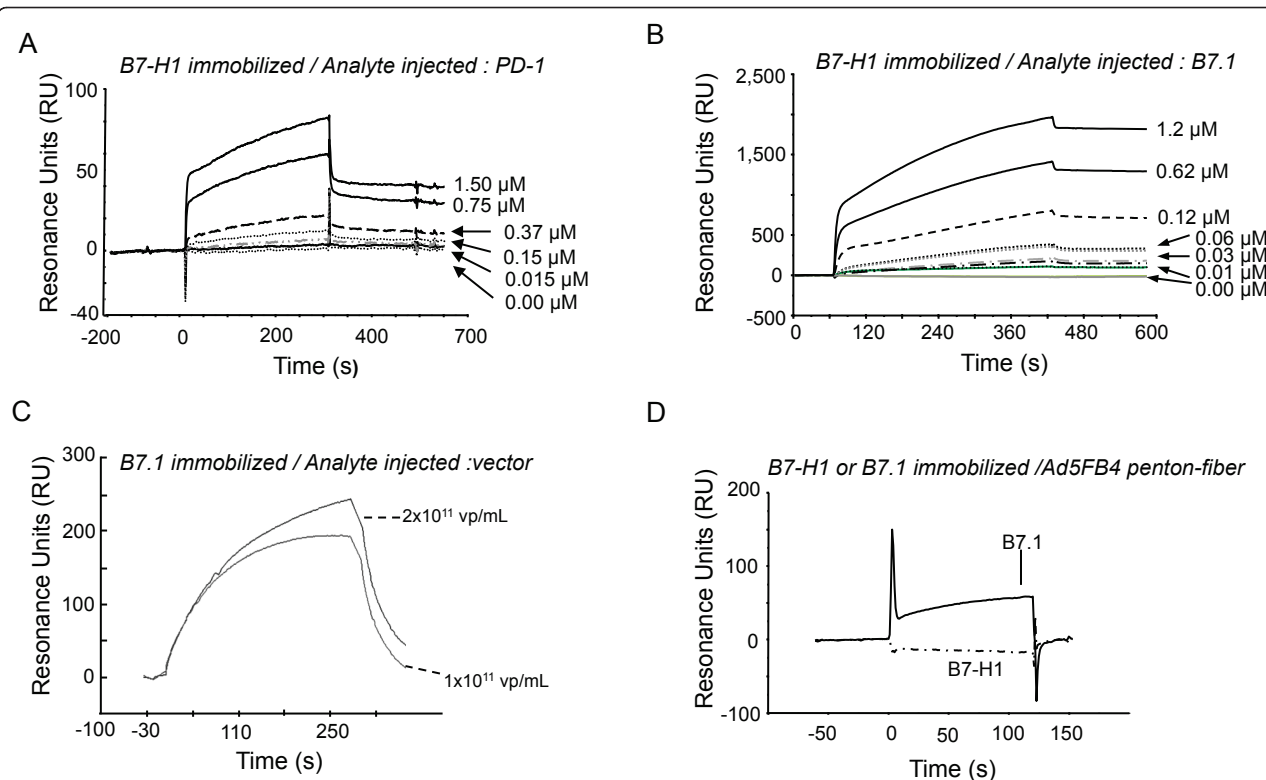 A
B7-H1 immobilized / Analyte injected : PD-1
Resonance Units (RU)
100
50
0
-40
-200
0
200
400
700
Time (s)
1.50 µM
0.75 µM
0.37 µM
0.15 µM
0.015 µM
0.00 µM
B
B7-H1 immobilized / Analyte injected : B7.1
Resonance Units (RU)
2,500
1,500
500
0
-500
0
120
240
360
480
600
Time (s)
1.2 µM
0.62 µM
0.12 µM
0.06 µM
0.03 µM
0.01 µM
0.00 µM
C
B7.1 immobilized / Analyte injected :vector
Resonance Units (RU)
300
200
100
0
-100
-30
110
250
Time (s)
2x10¹¹ vp/mL
1x10¹¹ vp/mL
D
B7-H1 or B7.1 immobilized /Ad5FB4 penton-fiber
Resonance Units (RU)
200
100
0
-100
-50
0
50
100
150
Time (s)
B7.1
B7-H1